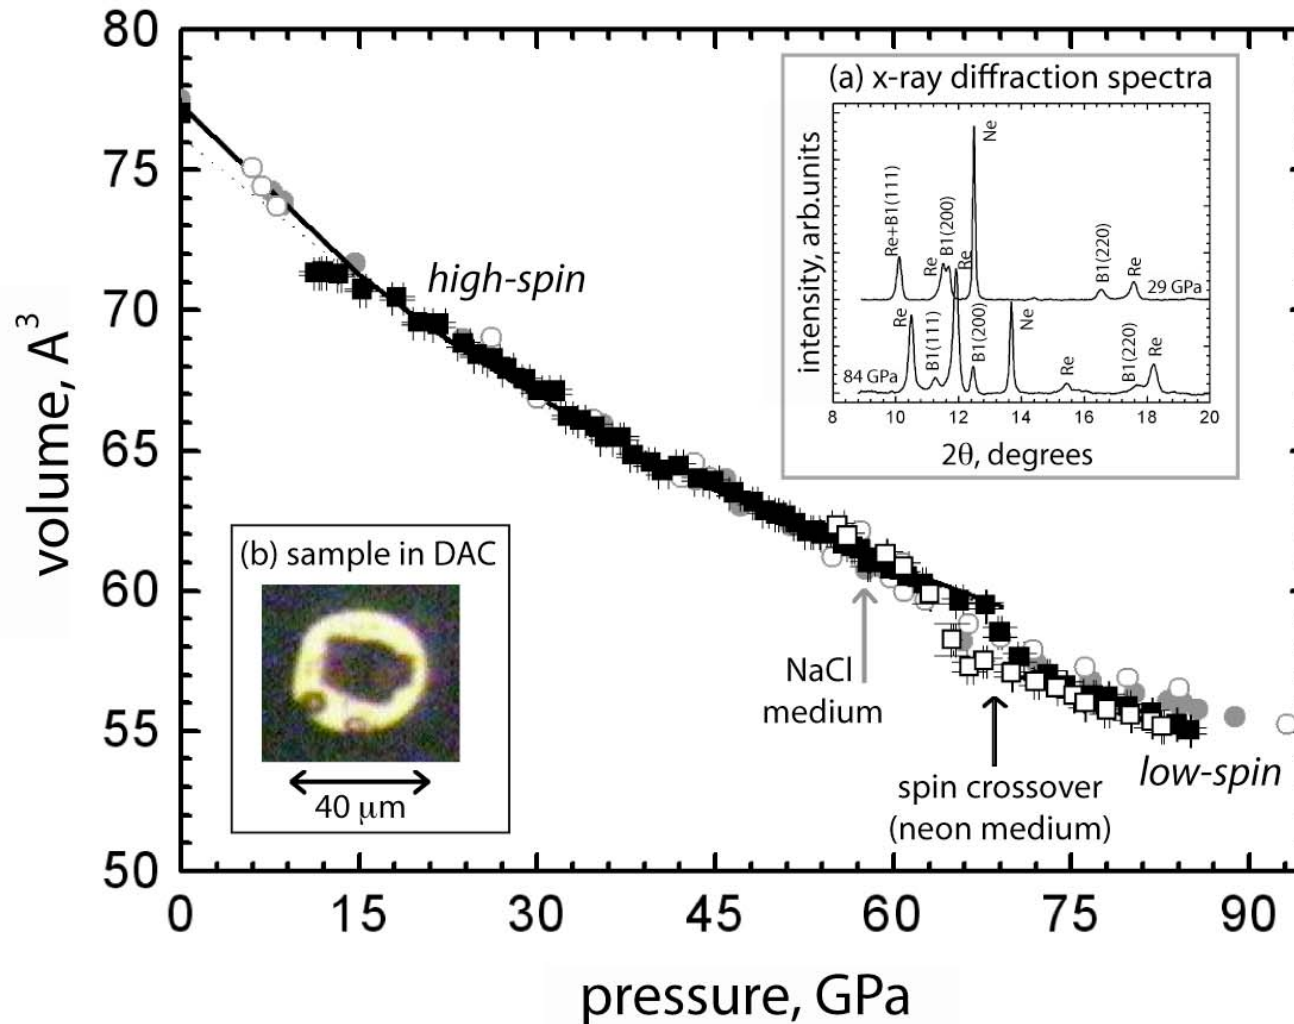 80
75
70
65
60
55
50
volume, A³
0 15 30 45 60 75 90
pressure, GPa
high-spin
low-spin
NaCl
medium
spin crossover
(neon medium)
(a) x-ray diffraction spectra
intensity, arb.units
Re+B1(111)
Re
B1(200)
Re
Ne
B1(220)
Re
29 GPa
84 GPa
Re
B1(111)
B1(200)
Ne
Re
B1(220)
Re
8 10 12 14 16 18 20
2θ, degrees
(b) sample in DAC
40 μm